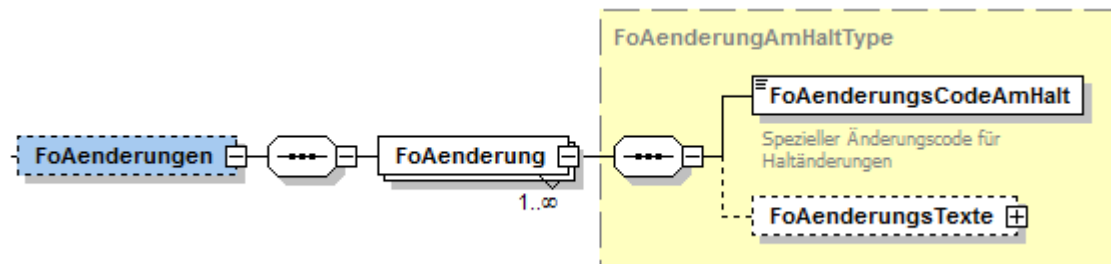 FoAenderungAmHaltType
FoAenderungsCodeAmHalt
Spezieller Änderungscode für
Haltänderungen
FoAenderungen
FoAenderung
1..∞
FoAenderungsTexte